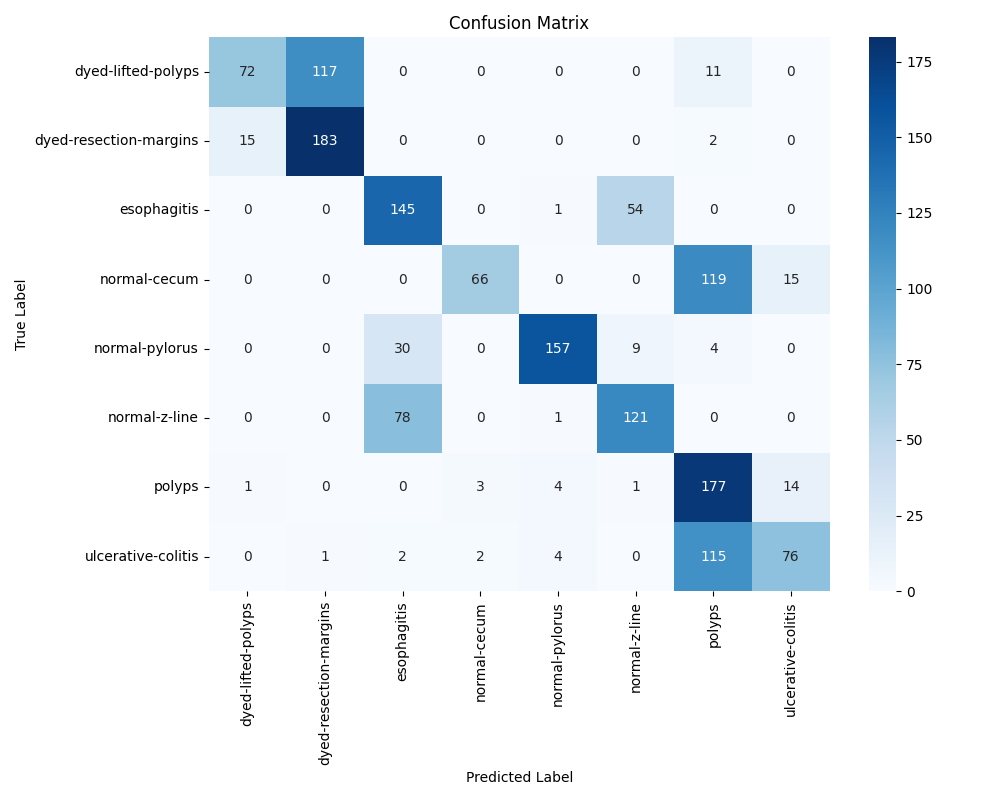 Confusion Matrix
True Label
dyed-lifted-polyps 72 117 0 0 0 0 11 0
dyed-resection-margins 15 183 0 0 0 0 2 0
esophagitis 0 0 145 0 1 54 0 0
normal-cecum 0 0 0 66 0 0 119 15
normal-pylorus 0 0 30 0 157 9 4 0
normal-z-line 0 0 78 0 1 121 0 0
polyps 1 0 0 3 4 1 177 14
ulcerative-colitis 0 1 2 2 4 0 115 76
dyed-lifted-polyps
dyed-resection-margins
esophagitis
normal-cecum
normal-pylorus
normal-z-line
polyps
ulcerative-colitis
Predicted Label
175
150
125
100
75
50
25
0